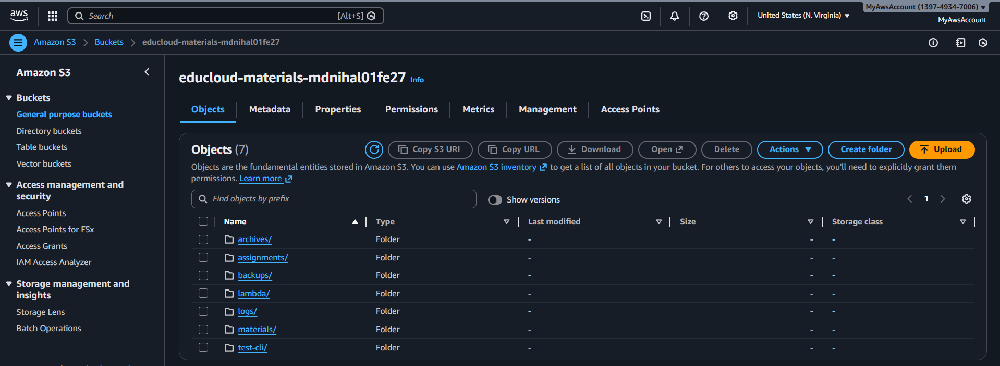 aws
Search [Alt+S]
United States (N. Virginia)
MyAwsAccount (1397-4934-7006)
MyAwsAccount
Amazon S3
Buckets
educloud-materials-mdnihal01fe27
Amazon S3
Buckets
General purpose buckets
Directory buckets
Table buckets
Vector buckets
Access management and
security
Access Points
Access Points for FSx
Access Grants
IAM Access Analyzer
Storage management and
insights
Storage Lens
Batch Operations
educloud-materials-mdnihal01fe27 Info
Objects Metadata Properties Permissions Metrics Management Access Points
Objects (7)
Copy S3 URI Copy URL Download Open Delete Actions Create folder Upload
Objects are the fundamental entities stored in Amazon S3. You can use Amazon S3 inventory to get a list of all objects in your bucket. For others to access your objects, you'll need to explicitly grant them
permissions. Learn more
Find objects by prefix
Show versions
1
Name Type Last modified Size Storage class
archives/ Folder - - -
assignments/ Folder - - -
backups/ Folder - - -
lambda/ Folder - - -
logs/ Folder - - -
materials/ Folder - - -
test-cli/ Folder - - -